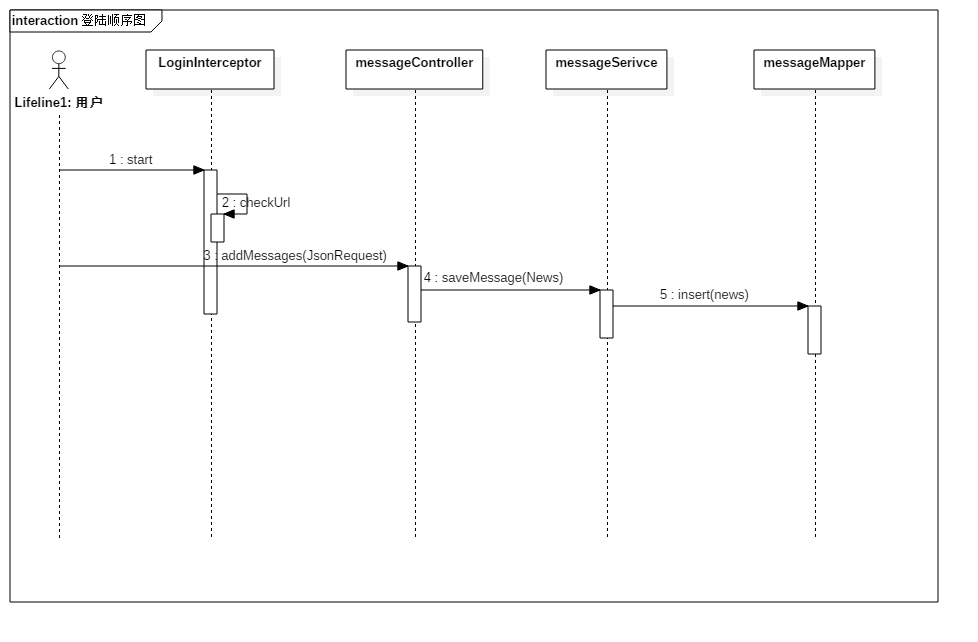 interaction 登陆顺序图
LoginInterceptor
messageController
messageSerivce
messageMapper
Lifeline1: 用户
1 : start
2 : checkUrl
3 : addMessages(JsonRequest)
4 : saveMessage(News)
5 : insert(news)